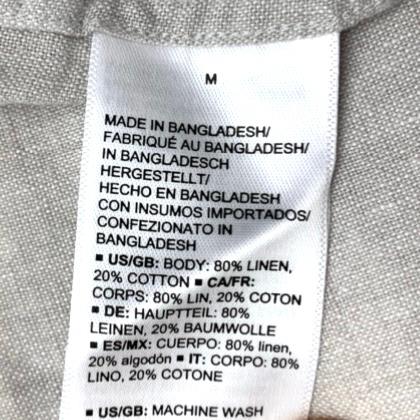 M
MADE IN BANGLADESH/
FABRIQUÉ AU BANGLADESH/
IN BANGLADESCH
HERGESTELLT/
HECHO EN BANGLADESH
CON INSUMOS IMPORTADOS/
CONFEZIONATO IN
BANGLADESH
▪ US/GB: BODY: 80% LINEN,
20% COTTON ▪ CA/FR:
CORPS: 80% LIN, 20% COTON
▪ DE: HAUPTTEIL: 80%
LEINEN, 20% BAUMWOLLE
▪ ES/MX: CUERPO: 80% linen,
20% algodón ▪ IT: CORPO: 80%
LINO, 20% COTONE
▪ US/GB: MACHINE WASH